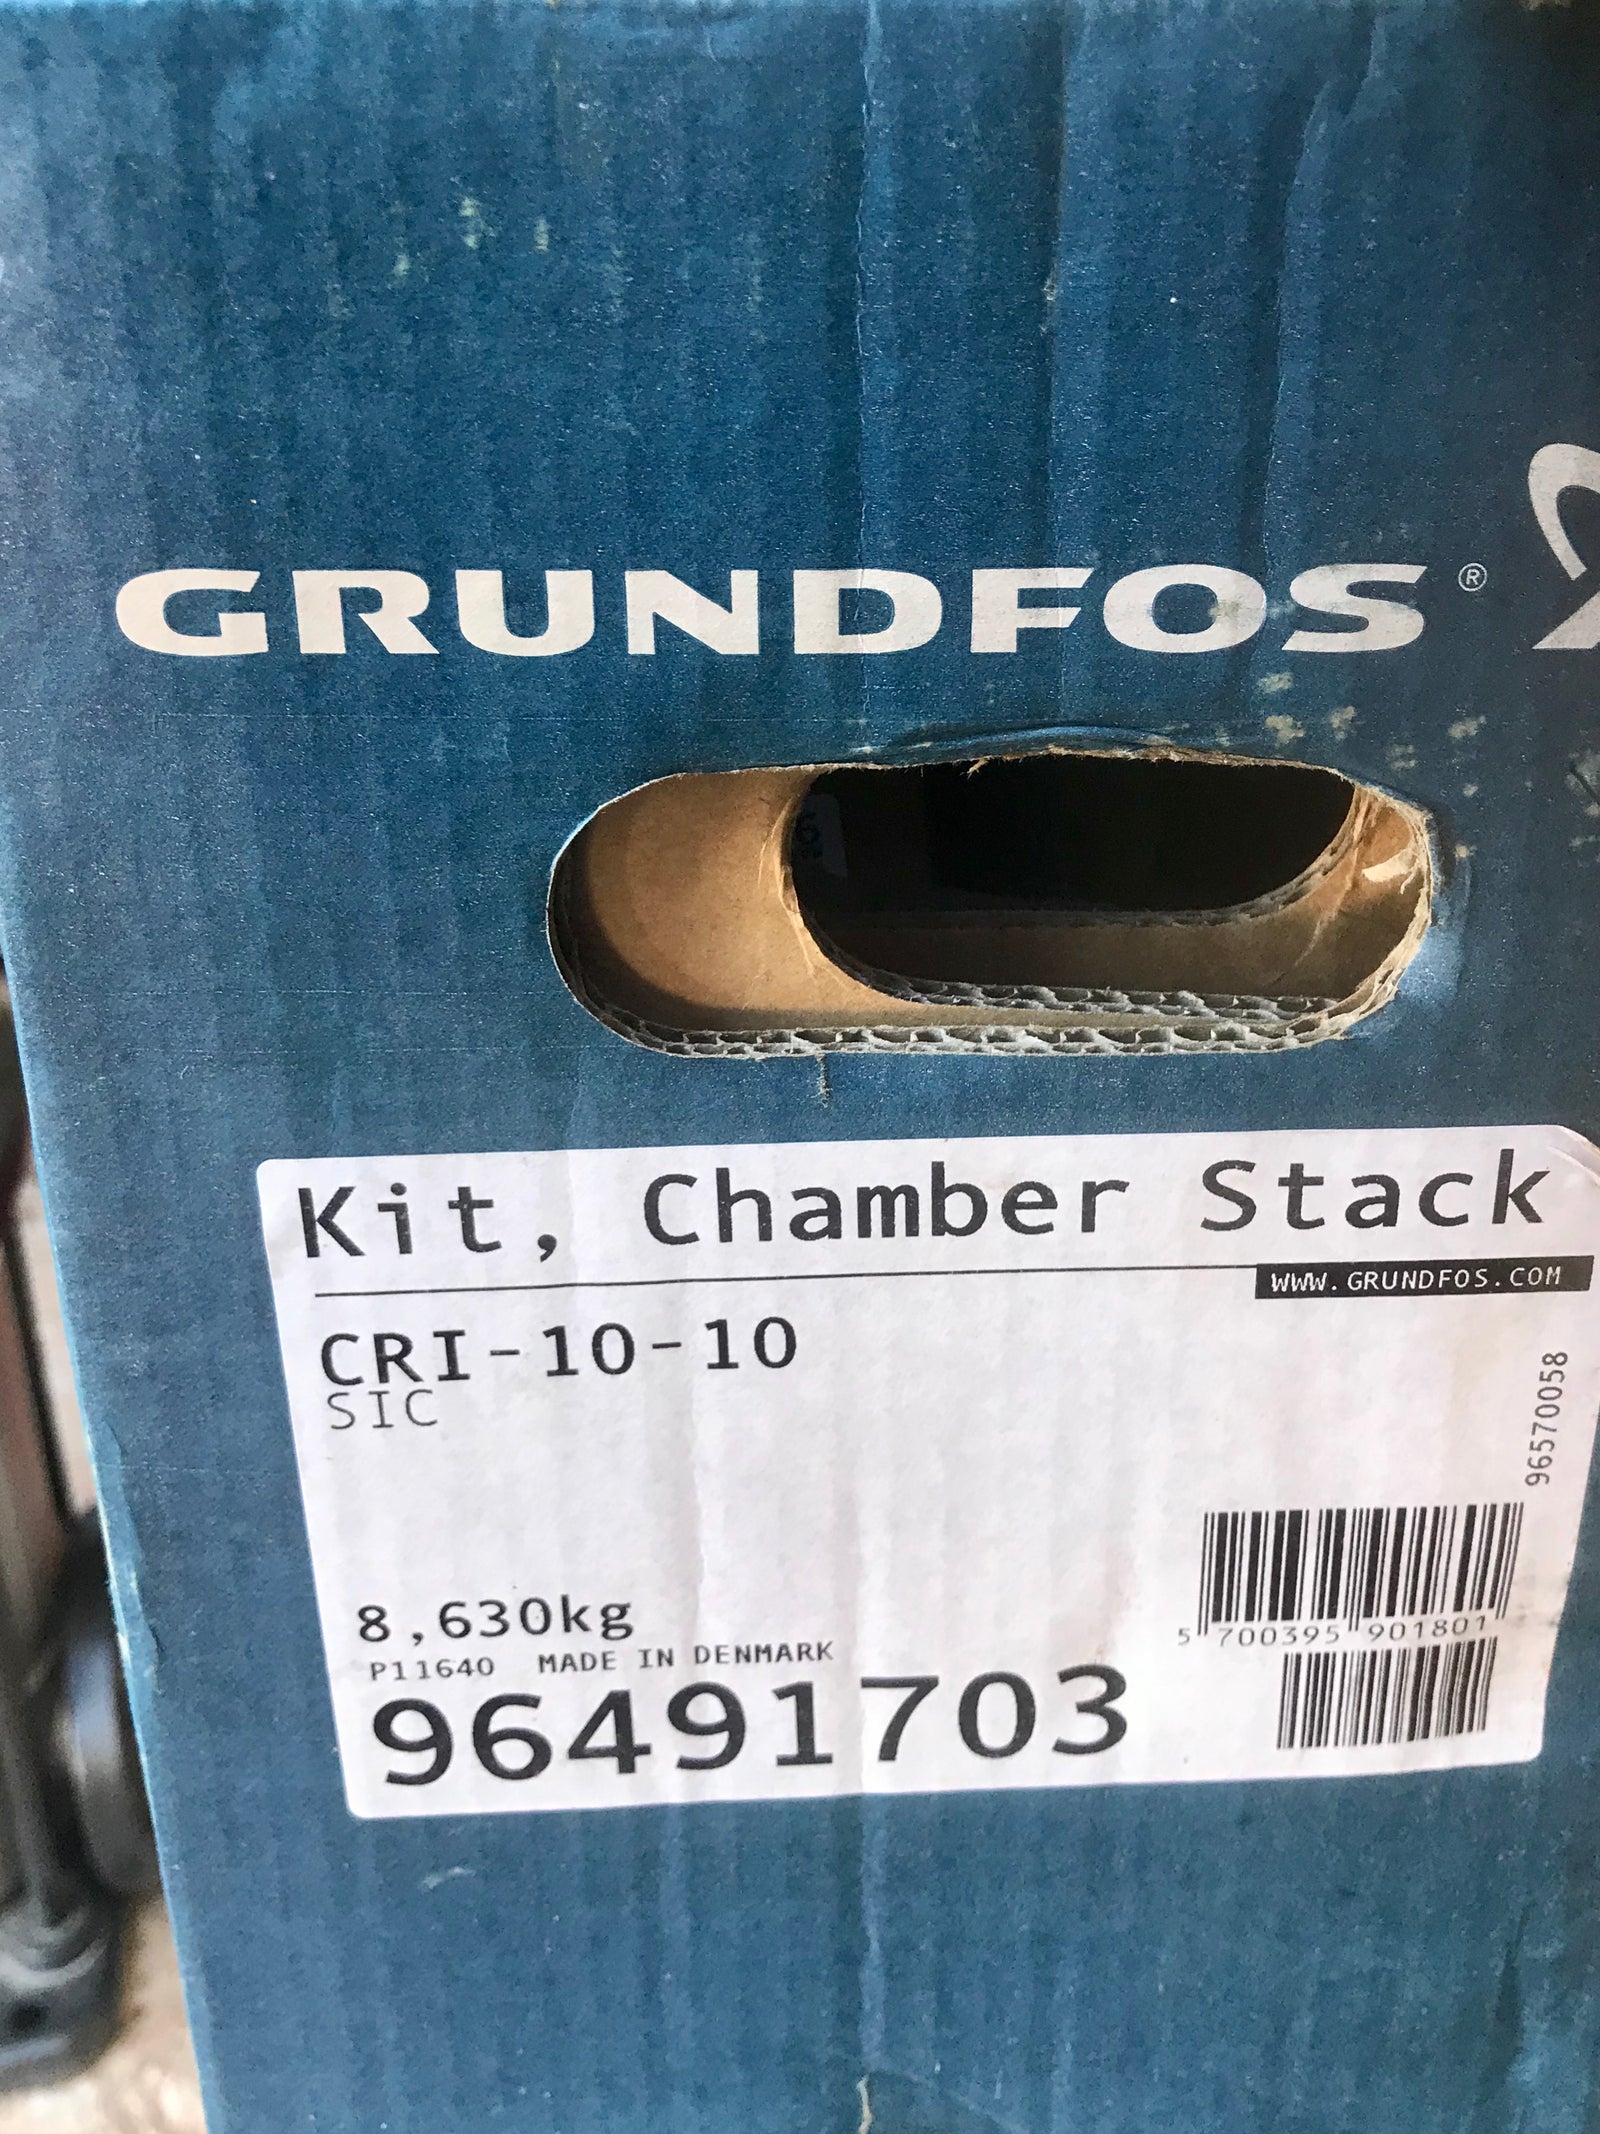 GRUNDFOS®
Kit, Chamber Stack
WWW.GRUNDFOS.COM
CRI-10-10
SIC
96570058
8,630kg
P11640 MADE IN DENMARK
96491703
5 700395 901801